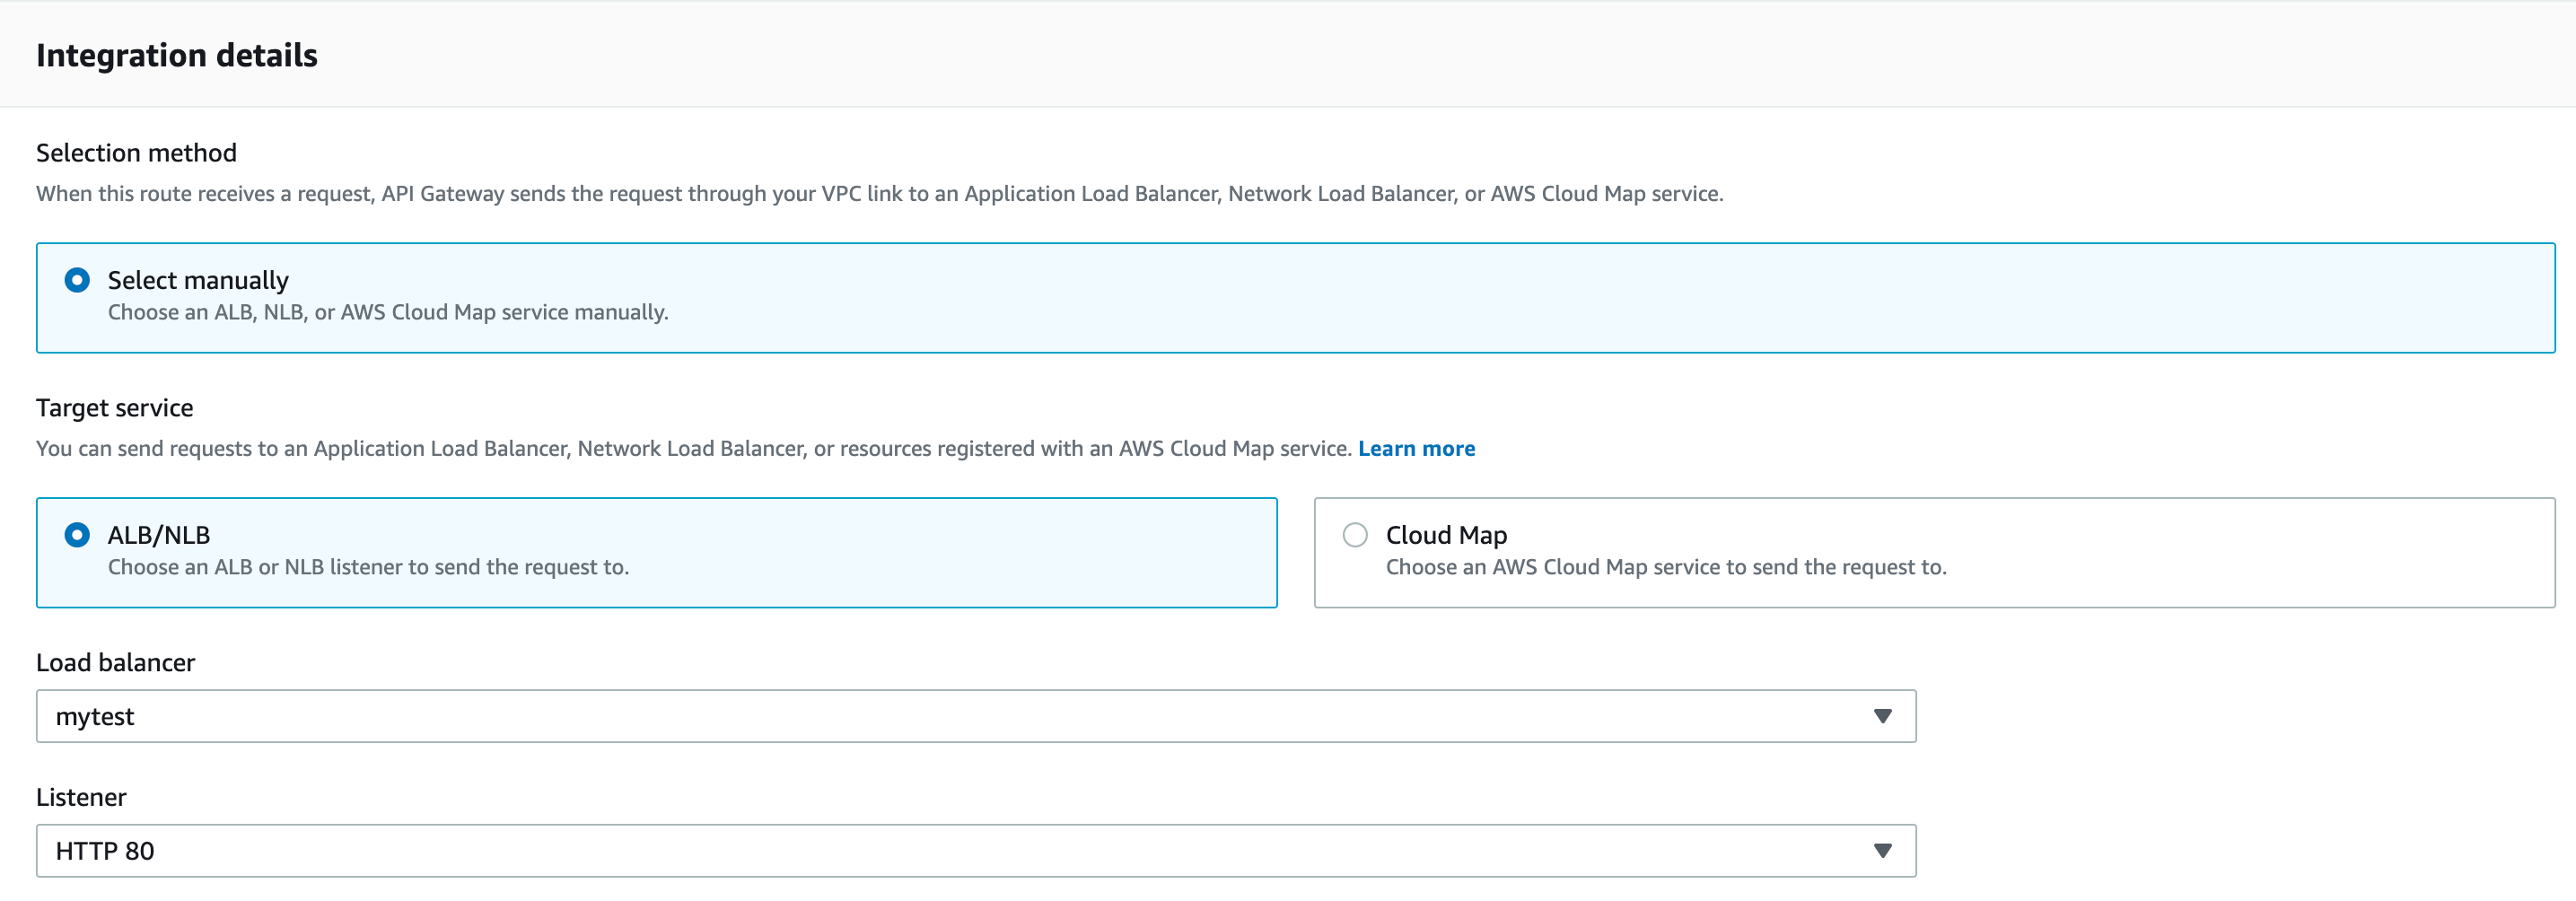 Integration details
Selection method
When this route receives a request, API Gateway sends the request through your VPC link to an Application Load Balancer, Network Load Balancer, or AWS Cloud Map service.
Select manually
Choose an ALB, NLB, or AWS Cloud Map service manually.
Target service
You can send requests to an Application Load Balancer, Network Load Balancer, or resources registered with an AWS Cloud Map service. Learn more
ALB/NLB
Choose an ALB or NLB listener to send the request to.
Cloud Map
Choose an AWS Cloud Map service to send the request to.
Load balancer
mytest
Listener
HTTP 80